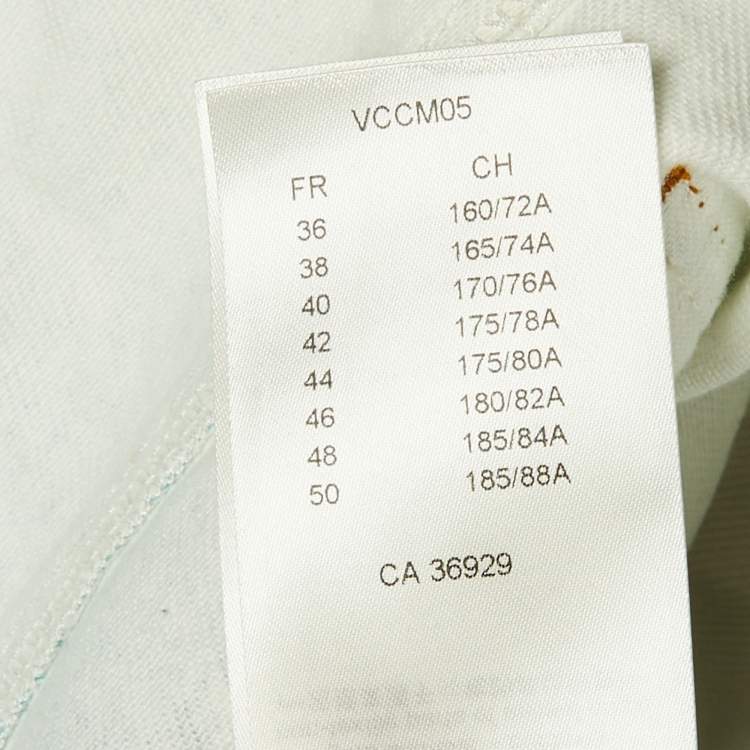 VCCM05
FR CH
36 160/72A
38 165/74A
40 170/76A
42 175/78A
44 175/80A
46 180/82A
48 185/84A
50 185/88A
CA 36929